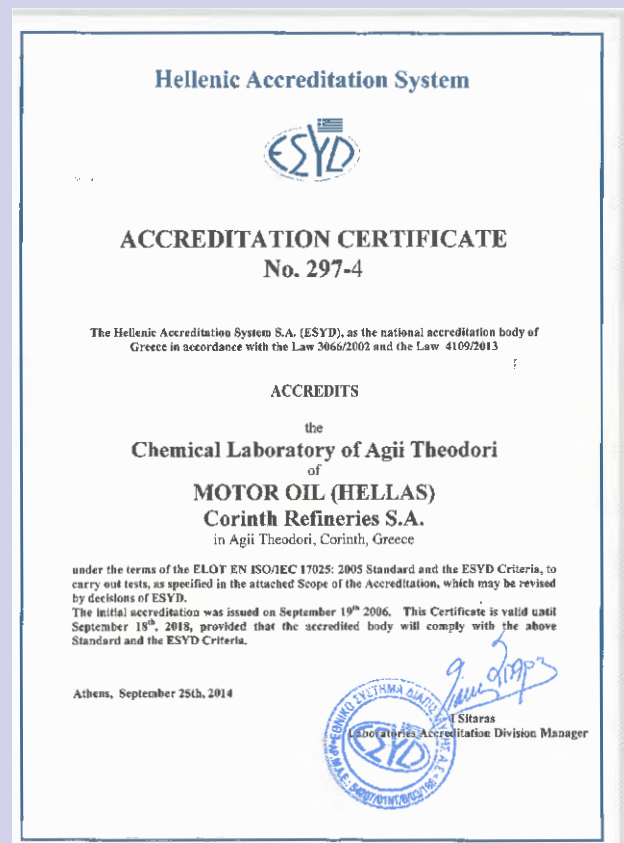 Hellenic Accreditation System
ESYD
ACCREDITATION CERTIFICATE
No. 297-4
The Hellenic Accreditation System S.A. (ESYD), as the national accreditation body of
Greece in accordance with the Law 3066/2002 and the Law 4109/2013
ACCREDITS
the
Chemical Laboratory of Agii Theodori
of
MOTOR OIL (HELLAS)
Corinth Refineries S.A.
in Agii Theodori, Corinth, Greece
under the terms of the ELOT EN ISO/IEC 17025: 2005 Standard and the ESYD Criteria, to
carry out tests, as specified in the attached Scope of the Accreditation, which may be revised
by decisions of ESYD.
The initial accreditation was issued on September 19th 2006. This Certificate is valid until
September 18th, 2018, provided that the accredited body will comply with the above
Standard and the ESYD Criteria.
Athens, September 25th, 2014
I Sitaras
Laboratories Accreditation Division Manager
ΕΘΝΙΚΟ ΣΥΣΤΗΜΑ ΔΙΑΠΙΣΤΕΥΣΗΣ Α.Ε.
ESYD